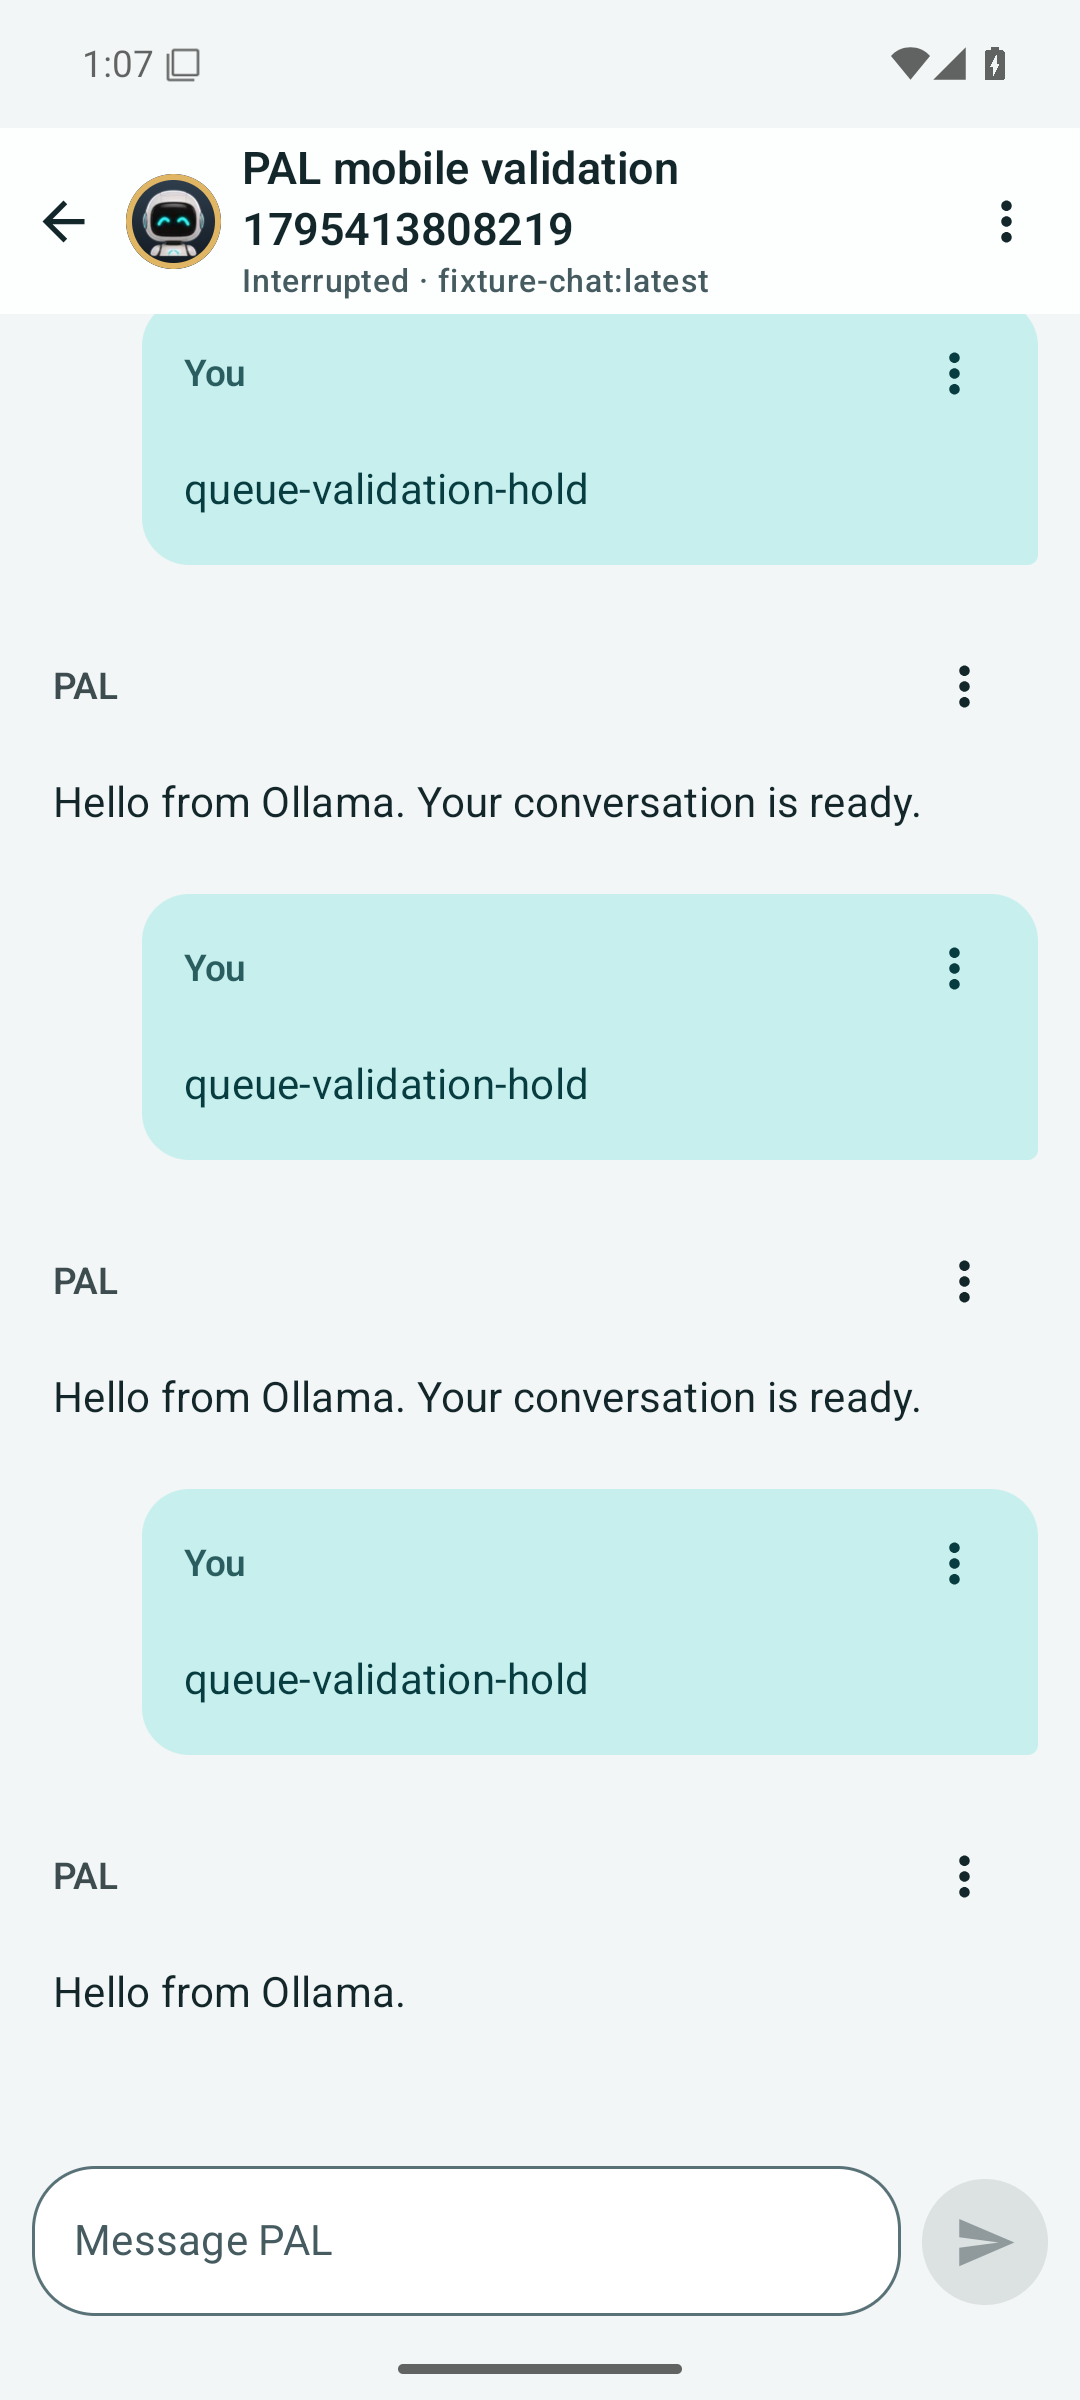 1:07
PAL mobile validation
1795413808219
Interrupted · fixture-chat:latest
You
queue-validation-hold
PAL
Hello from Ollama. Your conversation is ready.
You
queue-validation-hold
PAL
Hello from Ollama. Your conversation is ready.
You
queue-validation-hold
PAL
Hello from Ollama.
Message PAL